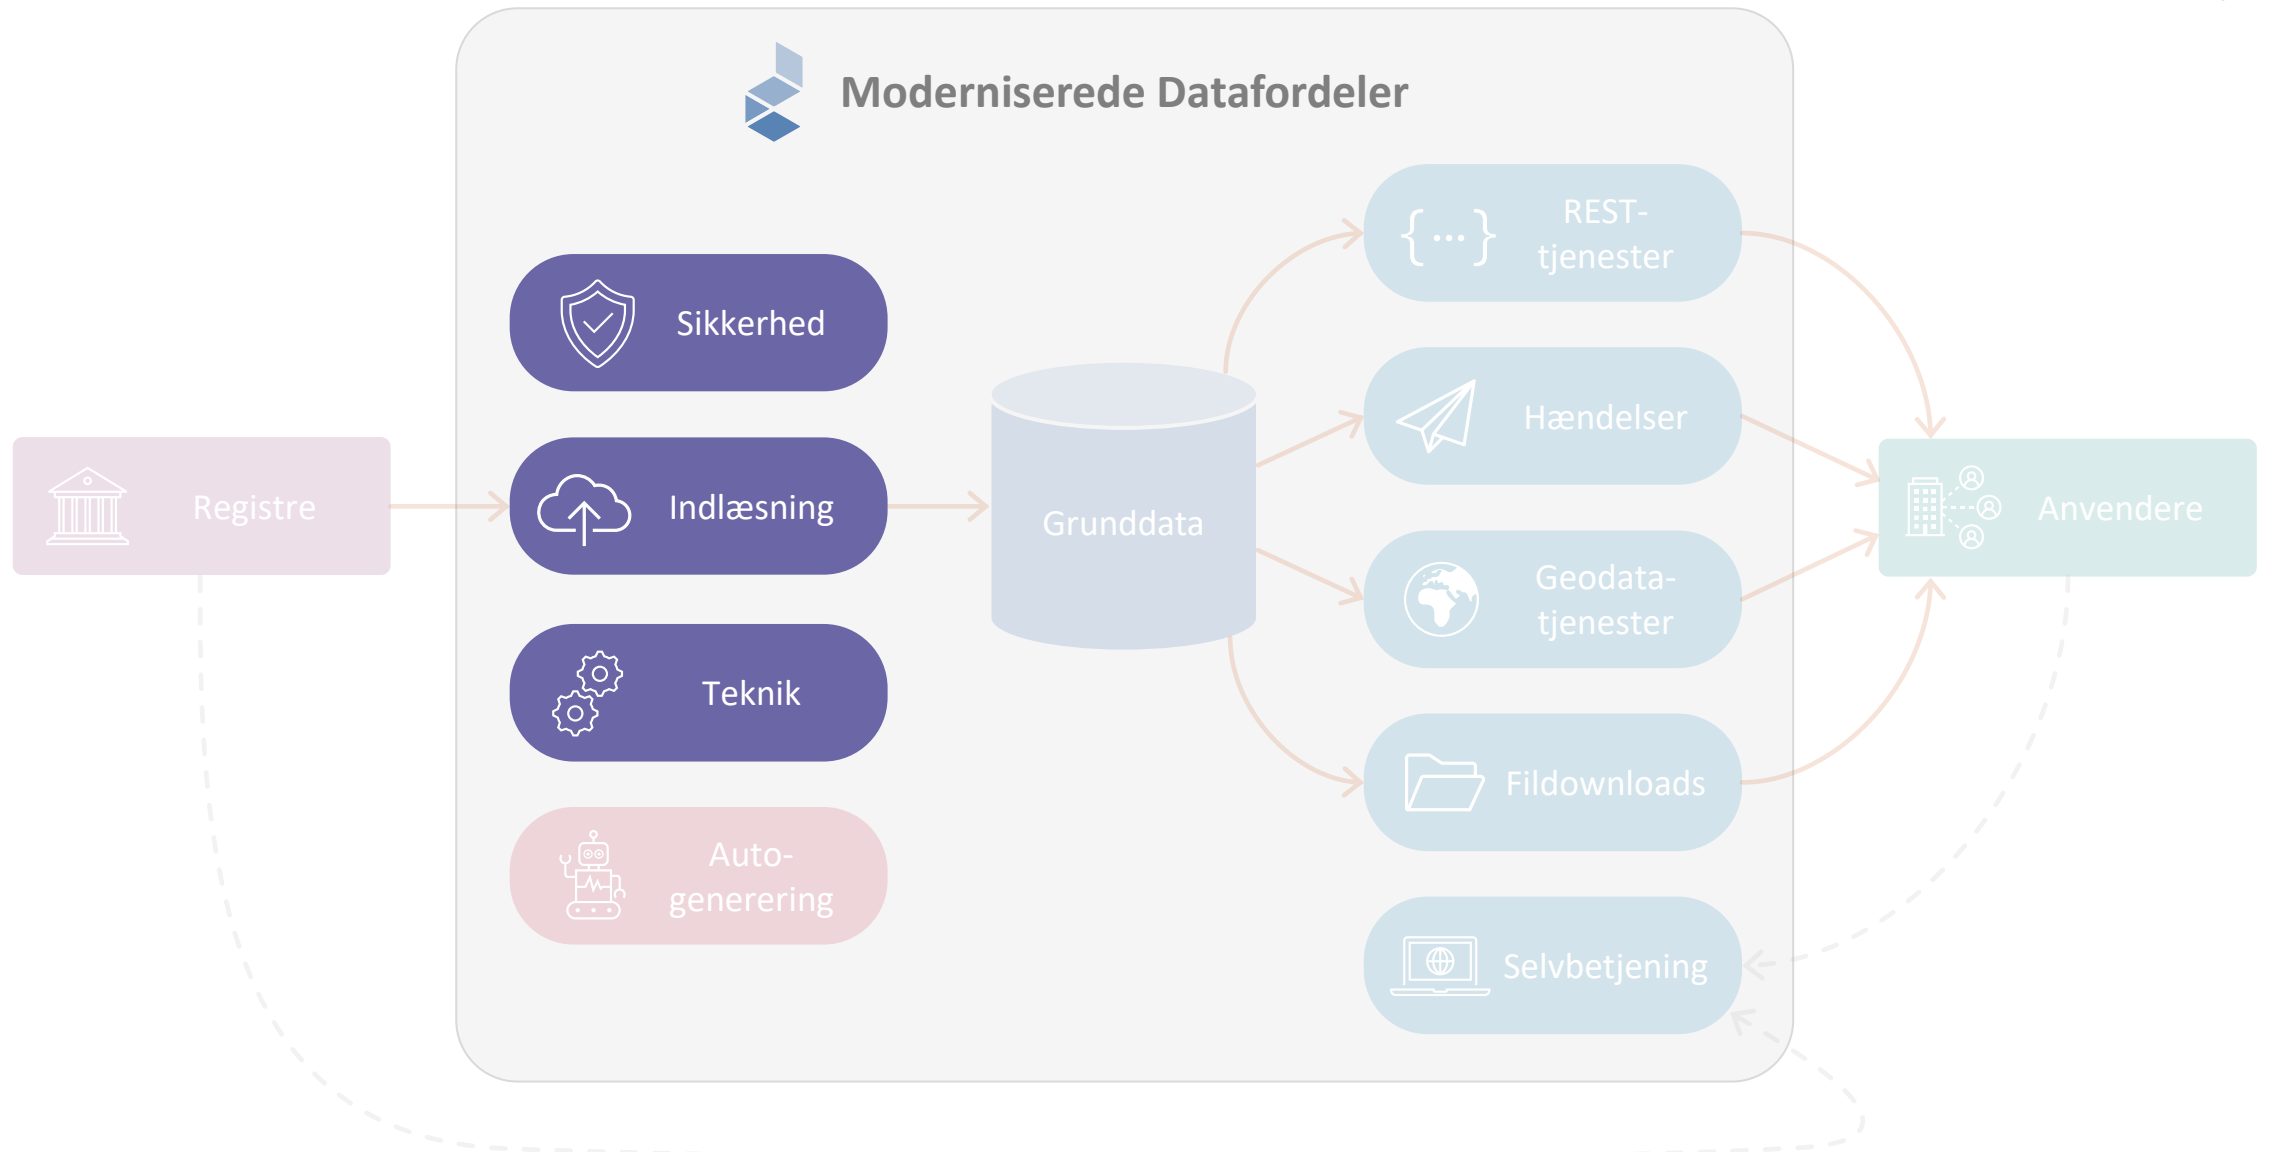 Moderniserede Datafordeler
Registre
Sikkerhed
Indlæsning
Teknik
Auto-
generering
Grunddata
{...}
REST-
tjenester
Hændelser
Geodata-
tjenester
Fildownloads
Selvbetjening
Anvendere